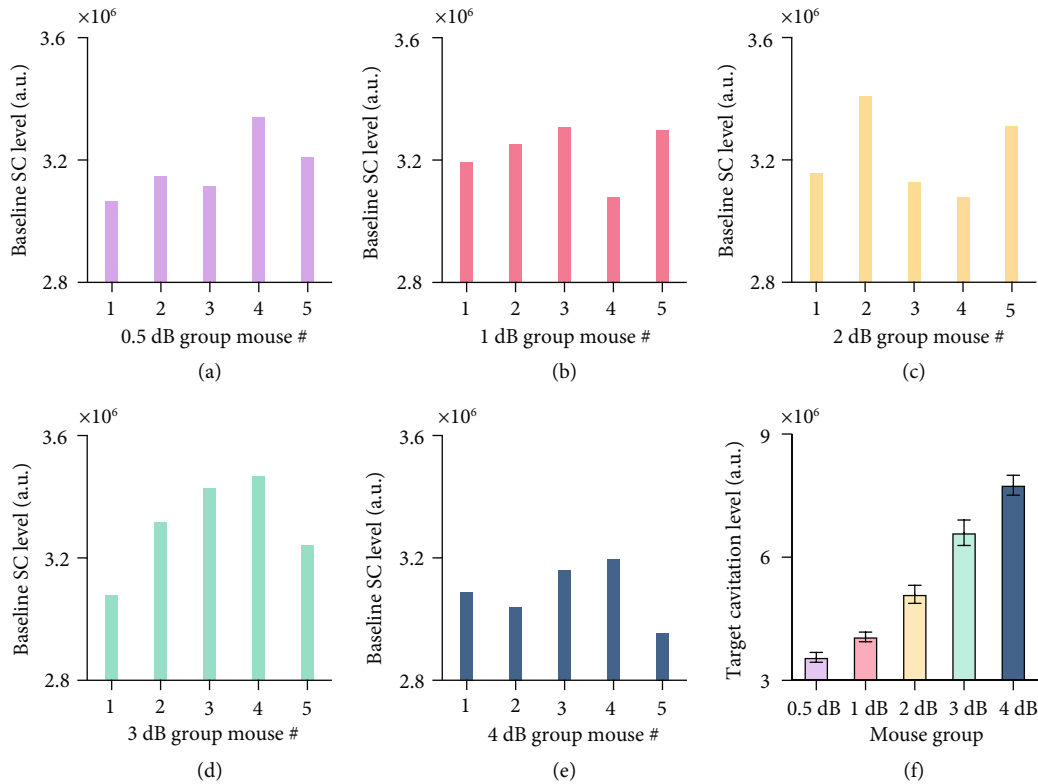 ×10⁶
3.6
3.2
2.8
Baseline SC level (a.u.)
1 2 3 4 5
0.5 dB group mouse #
(a)
×10⁶
3.6
3.2
2.8
Baseline SC level (a.u.)
1 2 3 4 5
1 dB group mouse #
(b)
×10⁶
3.6
3.2
2.8
Baseline SC level (a.u.)
1 2 3 4 5
2 dB group mouse #
(c)
×10⁶
3.6
3.2
2.8
Baseline SC level (a.u.)
1 2 3 4 5
3 dB group mouse #
(d)
×10⁶
3.6
3.2
2.8
Baseline SC level (a.u.)
1 2 3 4 5
4 dB group mouse #
(e)
×10⁶
9
6
3
Target cavitation level (a.u.)
0.5 dB 1 dB 2 dB 3 dB 4 dB
Mouse group
(f)